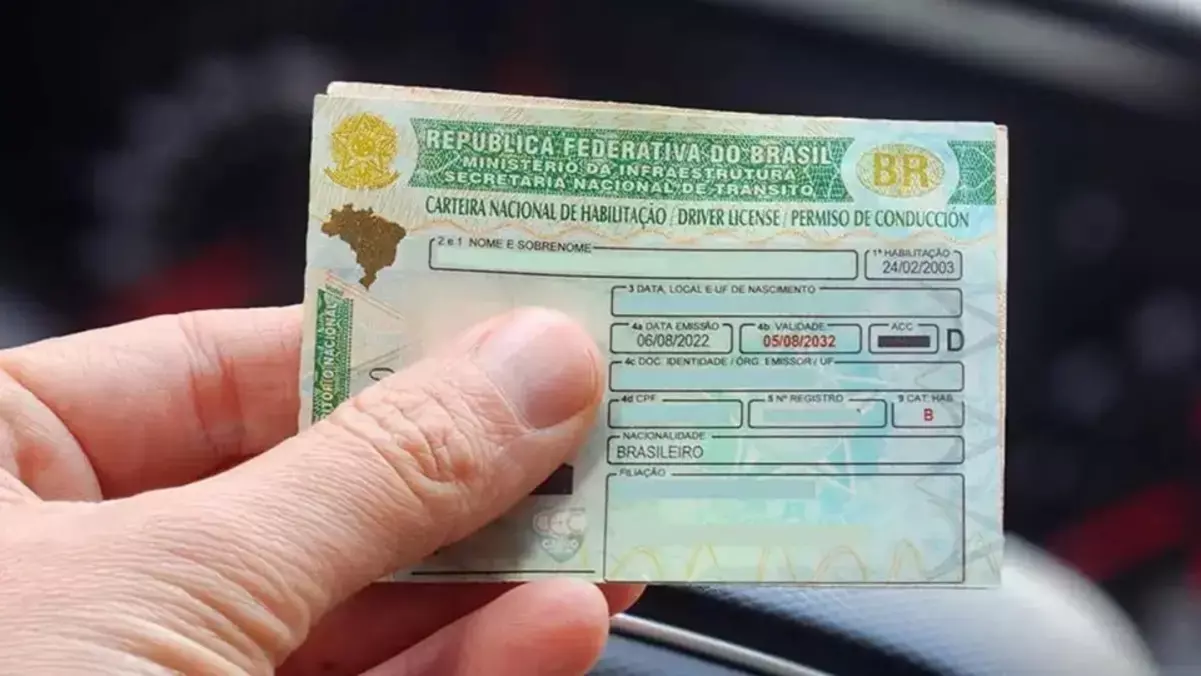 REPÚBLICA FEDERATIVA DO BRASIL
MINISTÉRIO DA INFRAESTRUTURA
SECRETARIA NACIONAL DE TRÂNSITO
BR
CARTEIRA NACIONAL DE HABILITAÇÃO / DRIVER LICENSE / PERMISO DE CONDUCCIÓN
2 e 1 NOME E SOBRENOME
1ª HABILITAÇÃO
24/02/2003
3 DATA, LOCAL E UF DE NASCIMENTO
4a DATA EMISSÃO
06/08/2022
4b VALIDADE
05/08/2032
ACC
D
4c DOC. IDENTIDADE / ÓRG. EMISSOR / UF
4d CPF
5 Nº REGISTRO
9 CAT. HAB.
B
NACIONALIDADE
BRASILEIRO
FILIAÇÃO
NACIONAL